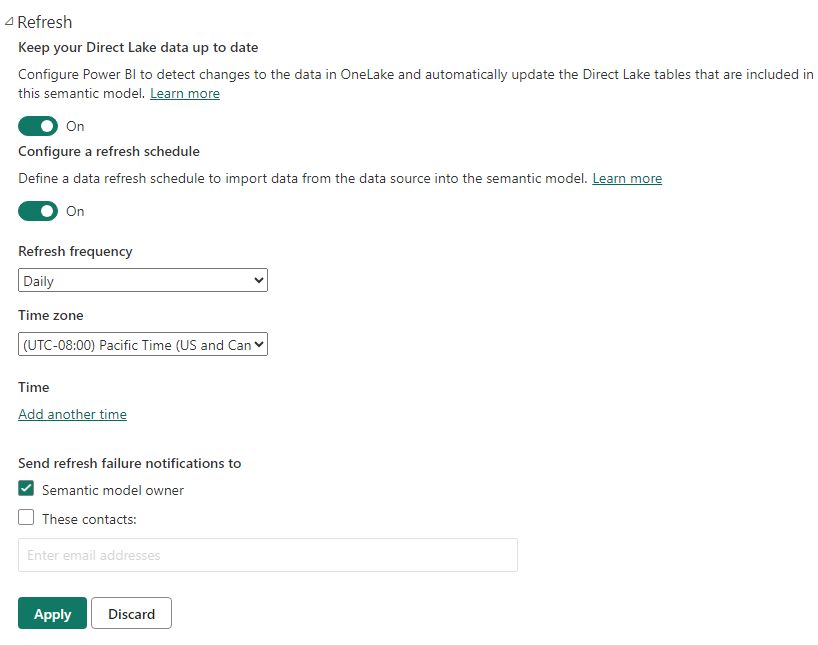 Refresh
Keep your Direct Lake data up to date
Configure Power BI to detect changes to the data in OneLake and automatically update the Direct Lake tables that are included in
this semantic model. Learn more
On
Configure a refresh schedule
Define a data refresh schedule to import data from the data source into the semantic model. Learn more
On
Refresh frequency
Daily
Time zone
(UTC-08:00) Pacific Time (US and Can
Time
Add another time
Send refresh failure notifications to
Semantic model owner
These contacts:
Enter email addresses
Apply Discard